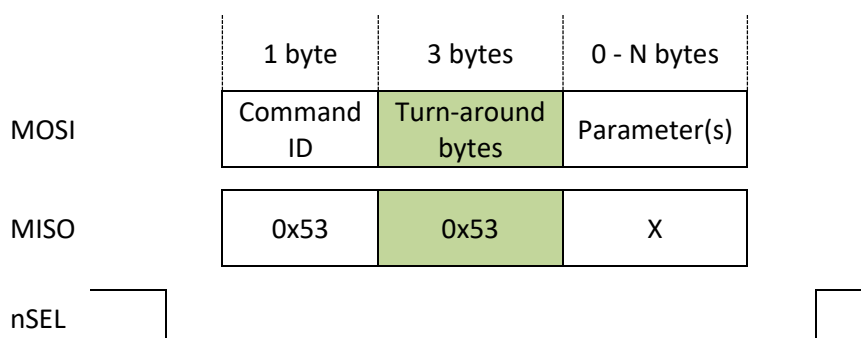 1 byte 3 bytes 0 - N bytes
MOSI Command ID Turn-around bytes Parameter(s)
MISO 0x53 0x53 X
nSEL